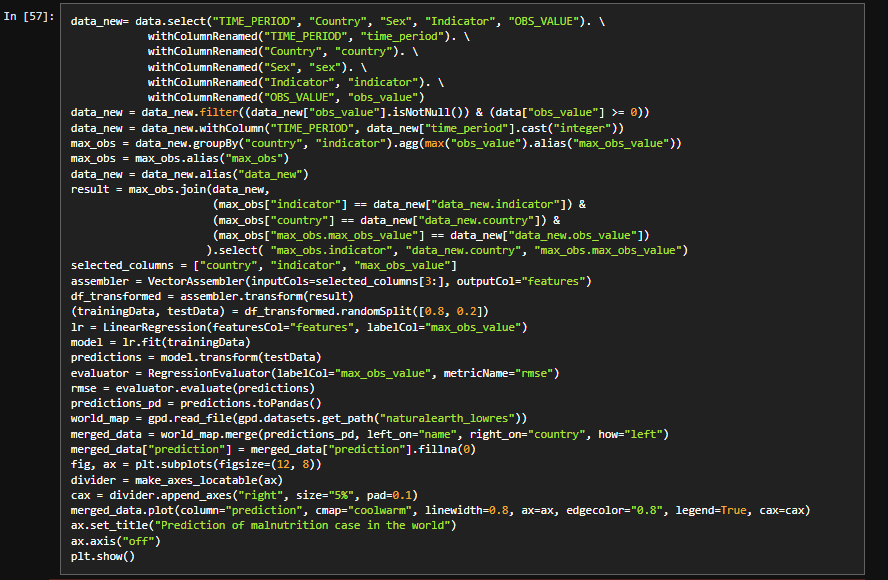 In [57]:
data_new= data.select("TIME_PERIOD", "Country", "Sex", "Indicator", "OBS_VALUE"). \
withColumnRenamed("TIME_PERIOD", "time_period"). \
withColumnRenamed("Country", "country"). \
withColumnRenamed("Sex", "sex"). \
withColumnRenamed("Indicator", "indicator"). \
withColumnRenamed("OBS_VALUE", "obs_value")
data_new = data_new.filter((data_new["obs_value"].isNotNull()) & (data["obs_value"] >= 0))
data_new = data_new.withColumn("TIME_PERIOD", data_new["time_period"].cast("integer"))
max_obs = data_new.groupBy("country", "indicator").agg(max("obs_value").alias("max_obs_value"))
max_obs = max_obs.alias("max_obs")
data_new = data_new.alias("data_new")
result = max_obs.join(data_new,
(max_obs["indicator"] == data_new["data_new.indicator"]) &
(max_obs["country"] == data_new["data_new.country"]) &
(max_obs["max_obs.max_obs_value"] == data_new["data_new.obs_value"])
).select( "max_obs.indicator", "data_new.country", "max_obs.max_obs_value")
selected_columns = ["country", "indicator", "max_obs_value"]
assembler = VectorAssembler(inputCols=selected_columns[3:], outputCol="features")
df_transformed = assembler.transform(result)
(trainingData, testData) = df_transformed.randomSplit([0.8, 0.2])
lr = LinearRegression(featuresCol="features", labelCol="max_obs_value")
model = lr.fit(trainingData)
predictions = model.transform(testData)
evaluator = RegressionEvaluator(labelCol="max_obs_value", metricName="rmse")
rmse = evaluator.evaluate(predictions)
predictions_pd = predictions.toPandas()
world_map = gpd.read_file(gpd.datasets.get_path("naturalearth_lowres"))
merged_data = world_map.merge(predictions_pd, left_on="name", right_on="country", how="left")
merged_data["prediction"] = merged_data["prediction"].fillna(0)
fig, ax = plt.subplots(figsize=(12, 8))
divider = make_axes_locatable(ax)
cax = divider.append_axes("right", size="5%", pad=0.1)
merged_data.plot(column="prediction", cmap="coolwarm", linewidth=0.8, ax=ax, edgecolor="0.8", legend=True, cax=cax)
ax.set_title("Prediction of malnutrition case in the world")
ax.axis("off")
plt.show()